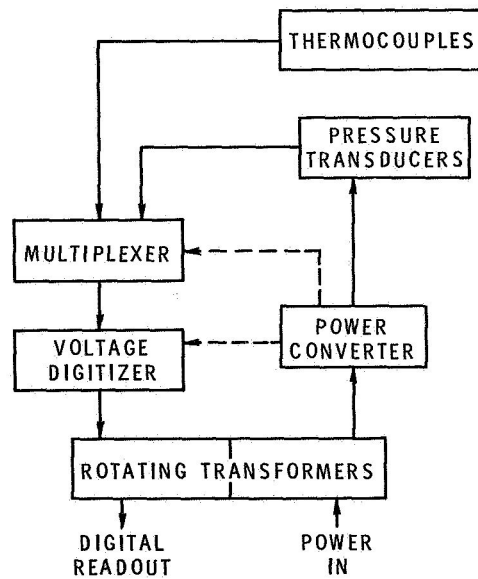 THERMOCOUPLES
PRESSURE
TRANSDUCERS
MULTIPLEXER
POWER
CONVERTER
VOLTAGE
DIGITIZER
ROTATING TRANSFORMERS
DIGITAL
READOUT
POWER
IN